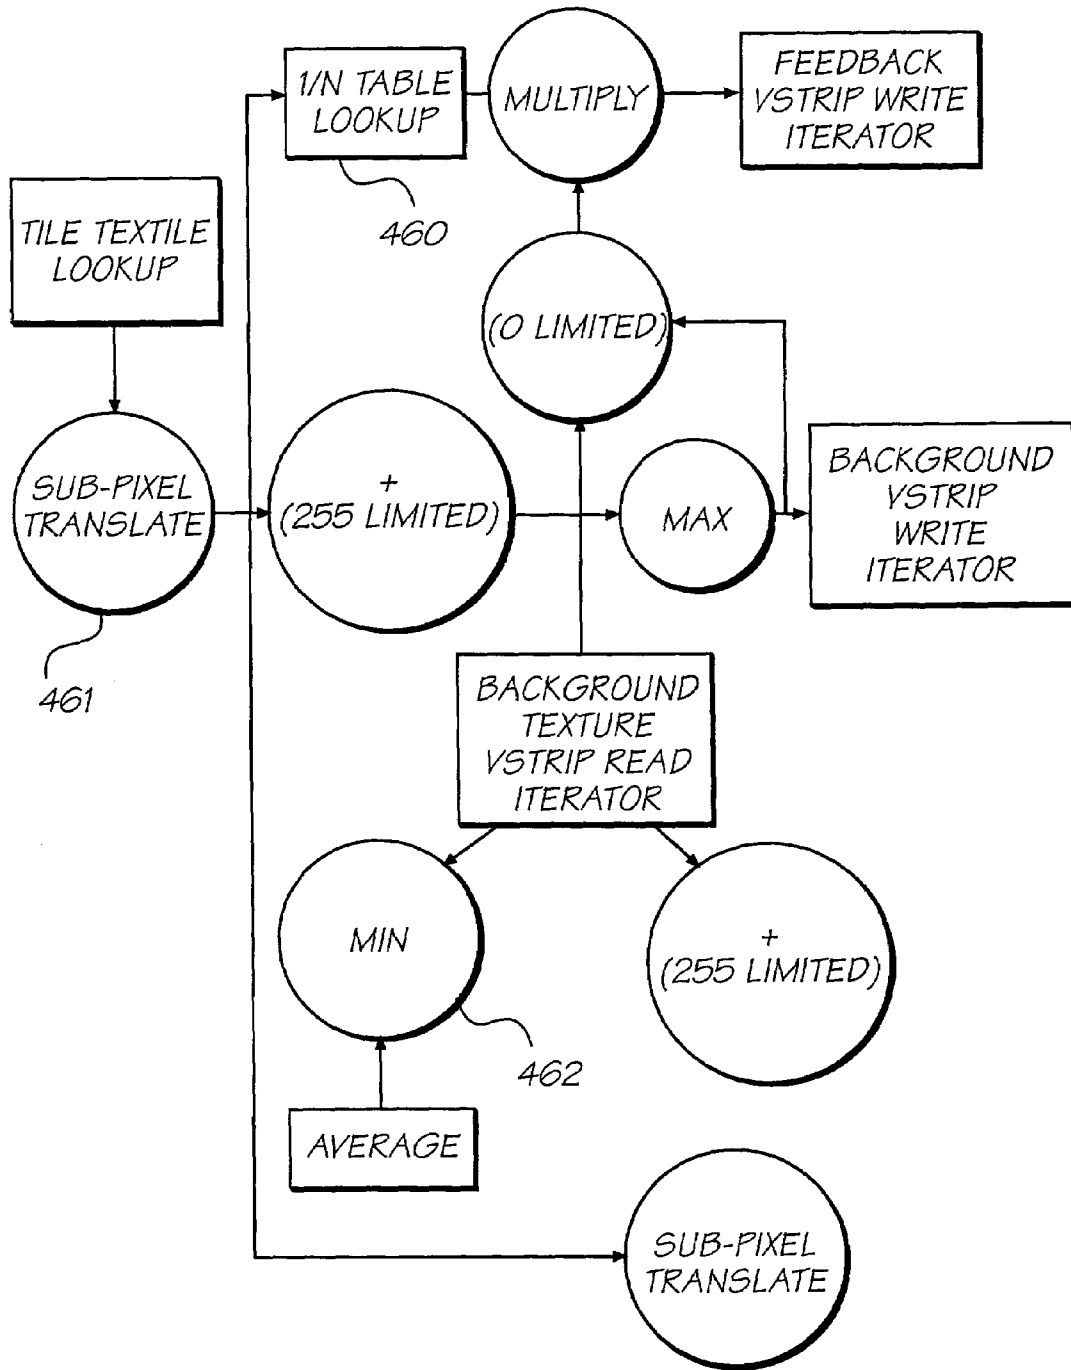 1/N TABLE
LOOKUP
460
MULTIPLY
FEEDBACK
VSTRIP WRITE
ITERATOR
TILE TEXTILE
LOOKUP
(0 LIMITED)
SUB-PIXEL
TRANSLATE
461
+
(255 LIMITED)
MAX
BACKGROUND
VSTRIP
WRITE
ITERATOR
BACKGROUND
TEXTURE
VSTRIP READ
ITERATOR
MIN
462
+
(255 LIMITED)
AVERAGE
SUB-PIXEL
TRANSLATE